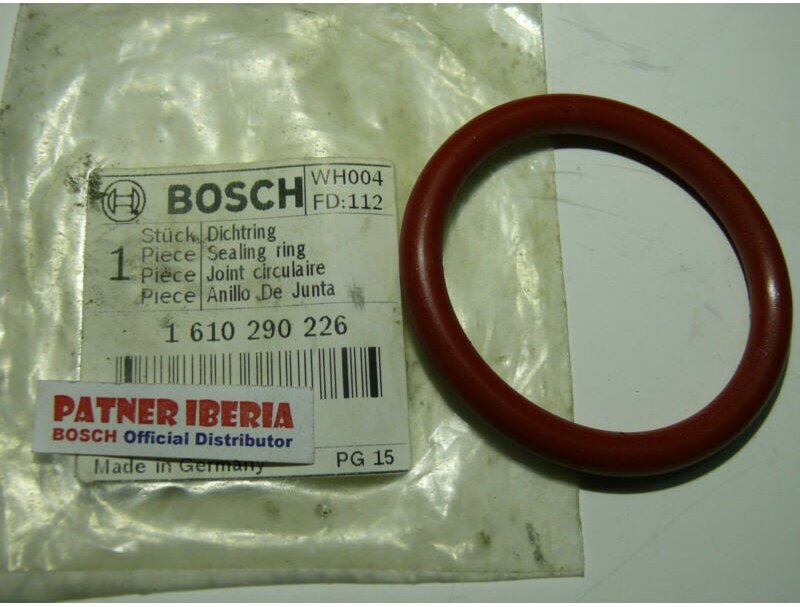 BOSCH
WH004
FD:112
1
Stück Dichtring
Piece Sealing ring
Pièce Joint circulaire
Piece Anillo De Junta
1 610 290 226
PATNER IBERIA
BOSCH Official Distributor
Made in Germany PG 15